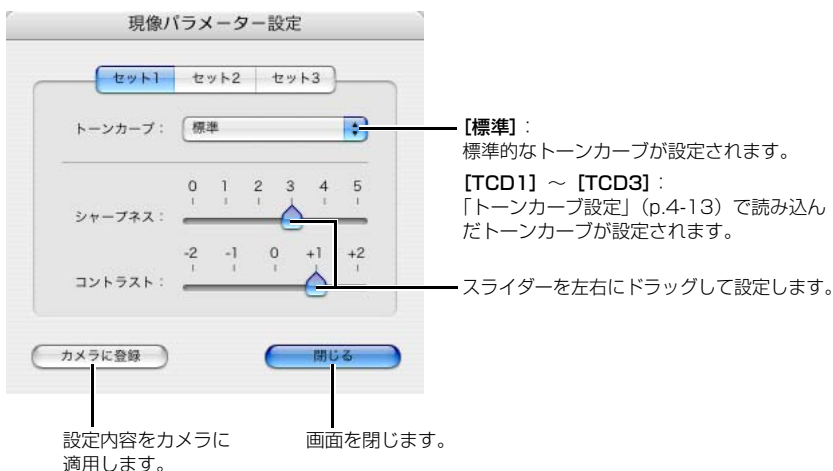 現像パラメーター設定
セット1 セット2 セット3
トーンカーブ： 標準
0 1 2 3 4 5
シャープネス：
-2 -1 0 +1 +2
コントラスト：
カメラに登録 閉じる
[標準]：
標準的なトーンカーブが設定されます。
[TCD1] ～ [TCD3]：
「トーンカーブ設定」（p.4-13）で読み込ん
だトーンカーブが設定されます。
スライダーを左右にドラッグして設定します。
設定内容をカメラに
適用します。
画面を閉じます。